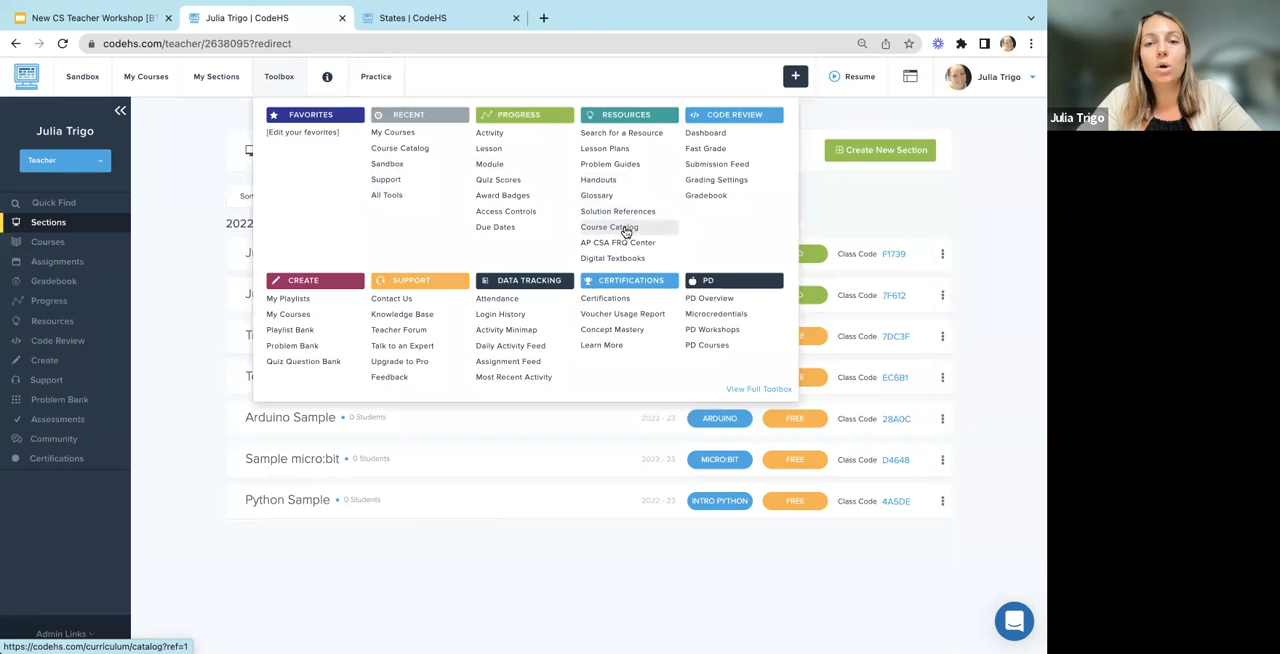 New CS Teacher Workshop [BT
Julia Trigo | CodeHS
States | CodeHS
codehs.com/teacher/2638095?redirect
Sandbox
My Courses
My Sections
Toolbox
Practice
Resume
Julia Trigo
Julia Trigo
Teacher
Quick Find
Sections
Courses
Assignments
Gradebook
Progress
Resources
Code Review
Create
Support
Problem Bank
Assessments
Community
Certifications
Admin Links
https://codehs.com/curriculum/catalog?ref=1
FAVORITES
[Edit your favorites]
RECENT
My Courses
Course Catalog
Sandbox
Support
All Tools
PROGRESS
Activity
Lesson
Module
Quiz Scores
Award Badges
Access Controls
Due Dates
RESOURCES
Search for a Resource
Lesson Plans
Problem Guides
Handouts
Glossary
Solution References
Course Catalog
AP CSA FRQ Center
Digital Textbooks
CODE REVIEW
Dashboard
Fast Grade
Submission Feed
Grading Settings
Gradebook
CREATE
My Playlists
My Courses
Playlist Bank
Problem Bank
Quiz Question Bank
SUPPORT
Contact Us
Knowledge Base
Teacher Forum
Talk to an Expert
Upgrade to Pro
Feedback
DATA TRACKING
Attendance
Login History
Activity Minimap
Daily Activity Feed
Assignment Feed
Most Recent Activity
CERTIFICATIONS
Certifications
Voucher Usage Report
Concept Mastery
Learn More
PD
PD Overview
Microcredentials
PD Workshops
PD Courses
View Full Toolbox
Create New Section
Class Code F1739
Class Code 7F612
Class Code 7DC3F
Class Code EC6B1
Arduino Sample • 0 Students 2022 - 23 ARDUINO FREE Class Code 28A0C
Sample micro:bit • 0 Students 2022 - 23 MICRO:BIT FREE Class Code D4648
Python Sample • 0 Students 2022 - 23 INTRO PYTHON FREE Class Code 4A5DE
Julia Trigo